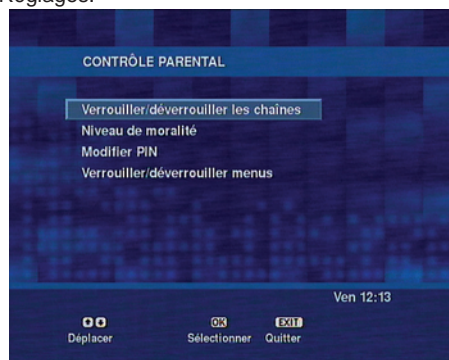 Réglages.
CONTRÔLE PARENTAL
Verrouiller/déverrouiller les chaînes
Niveau de moralité
Modifier PIN
Verrouiller/déverrouiller menus
Ven 12:13
OK EXIT
Déplacer Sélectionner Quitter